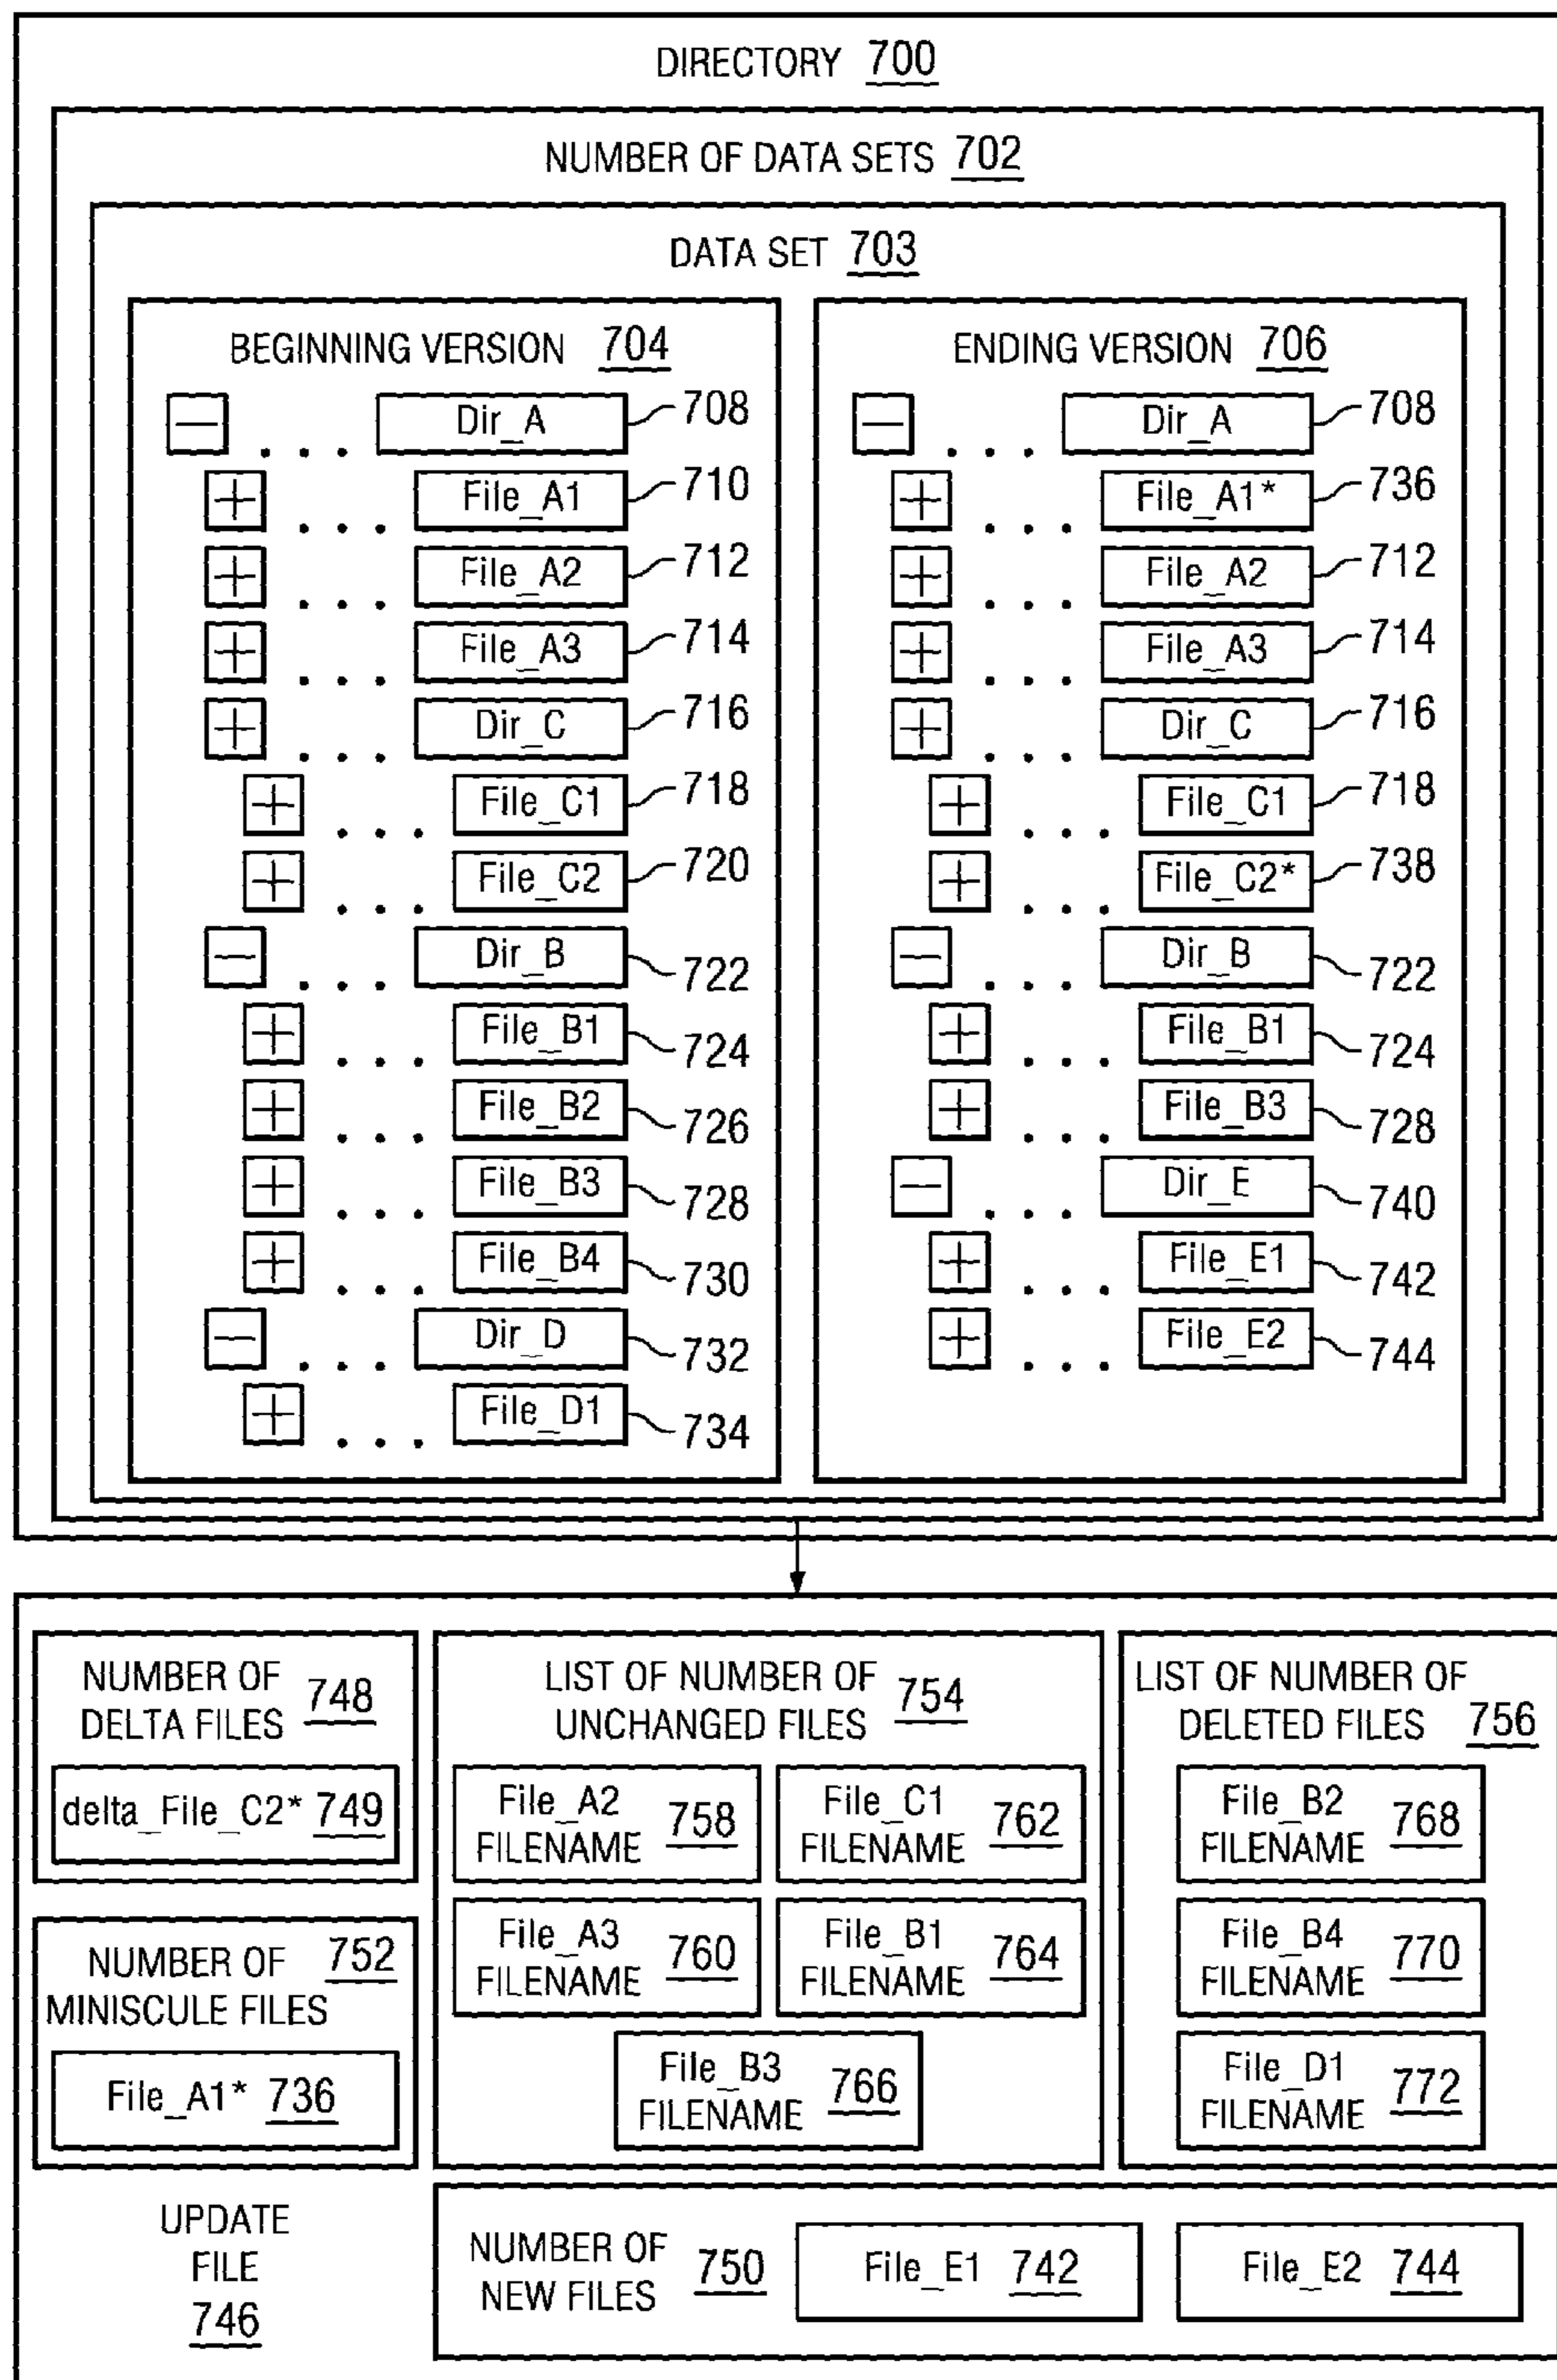 DIRECTORY 700
NUMBER OF DATA SETS 702
DATA SET 703
BEGINNING VERSION 704
Dir_A 708
File_A1 710
File_A2 712
File_A3 714
Dir_C 716
File_C1 718
File_C2 720
Dir_B 722
File_B1 724
File_B2 726
File_B3 728
File_B4 730
Dir_D 732
File_D1 734
ENDING VERSION 706
Dir_A 708
File_A1* 736
File_A2 712
File_A3 714
Dir_C 716
File_C1 718
File_C2* 738
Dir_B 722
File_B1 724
File_B3 728
Dir_E 740
File_E1 742
File_E2 744
NUMBER OF
DELTA FILES 748
delta_File_C2* 749
NUMBER OF 752
MINISCULE FILES
File_A1* 736
LIST OF NUMBER OF
UNCHANGED FILES 754
File_A2
FILENAME 758
File_C1
FILENAME 762
File_A3
FILENAME 760
File_B1
FILENAME 764
File_B3
FILENAME 766
LIST OF NUMBER OF
DELETED FILES 756
File_B2
FILENAME 768
File_B4
FILENAME 770
File_D1
FILENAME 772
UPDATE
FILE
746
NUMBER OF
NEW FILES 750
File_E1 742
File_E2 744